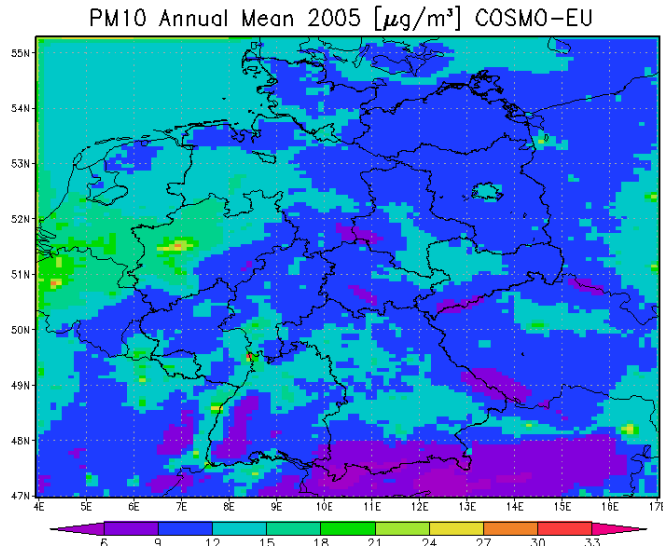 PM10 Annual Mean 2005 [μg/m³] COSMO-EU
55N
54N
53N
52N
51N
50N
49N
48N
47N
4E 5E 6E 7E 8E 9E 10E 11E 12E 13E 14E 15E 16E 17E
6 9 12 15 18 21 24 27 30 33